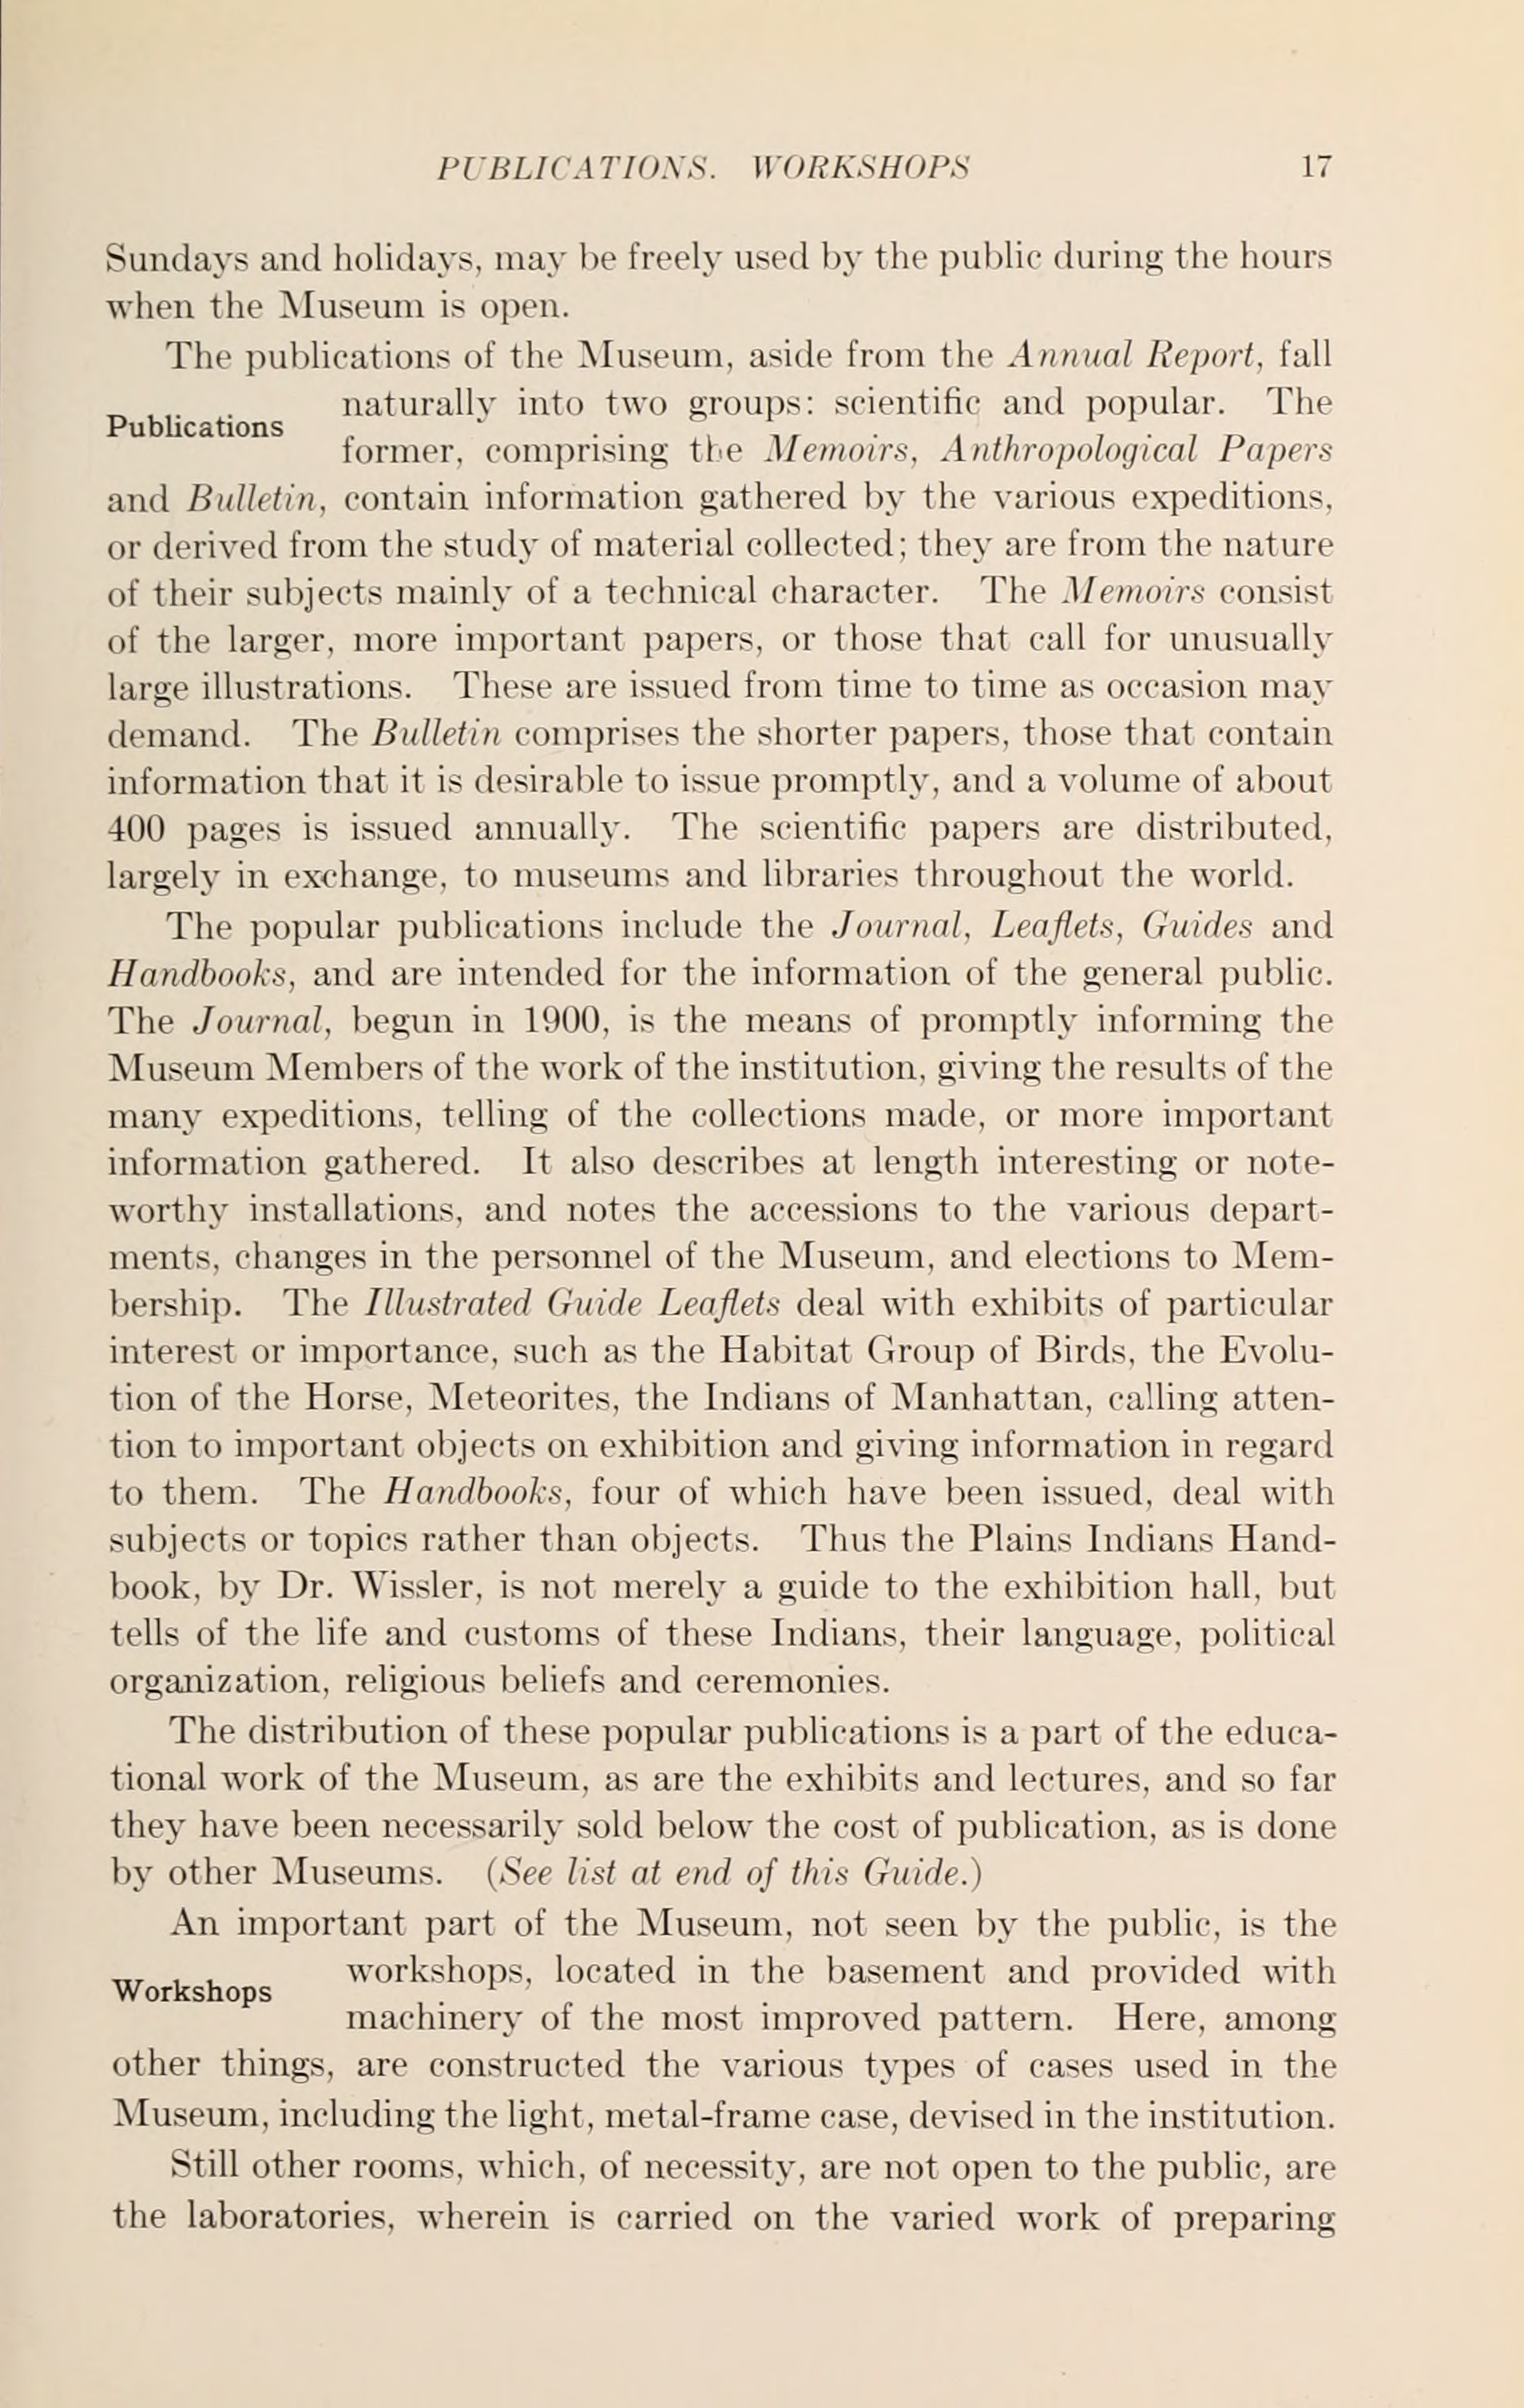 PUBLICATIONS. WORKSHOPS 17
Sundays and holidays, may be freely used by the public during the hours
when the Museum is open.
The publications of the Museum, aside from the Annual Report, fall
Publications
naturally into two groups: scientific and popular. The
former, comprising the Memoirs, Anthropological Papers
and Bulletin, contain information gathered by the various expeditions,
or derived from the study of material collected; they are from the nature
of their subjects mainly of a technical character. The Memoirs consist
of the larger, more important papers, or those that call for unusually
large illustrations. These are issued from time to time as occasion may
demand. The Bulletin comprises the shorter papers, those that contain
information that it is desirable to issue promptly, and a volume of about
400 pages is issued annually. The scientific papers are distributed,
largely in exchange, to museums and libraries throughout the world.
The popular publications include the Journal, Leaflets, Guides and
Handbooks, and are intended for the information of the general public.
The Journal, begun in 1900, is the means of promptly informing the
Museum Members of the work of the institution, giving the results of the
many expeditions, telling of the collections made, or more important
information gathered. It also describes at length interesting or note-
worthy installations, and notes the accessions to the various depart-
ments, changes in the personnel of the Museum, and elections to Mem-
bership. The Illustrated Guide Leaflets deal with exhibits of particular
interest or importance, such as the Habitat Group of Birds, the Evolu-
tion of the Horse, Meteorites, the Indians of Manhattan, calling atten-
tion to important objects on exhibition and giving information in regard
to them. The Handbooks, four of which have been issued, deal with
subjects or topics rather than objects. Thus the Plains Indians Hand-
book, by Dr. Wissler, is not merely a guide to the exhibition hall, but
tells of the life and customs of these Indians, their language, political
organization, religious beliefs and ceremonies.
The distribution of these popular publications is a part of the educa-
tional work of the Museum, as are the exhibits and lectures, and so far
they have been necessarily sold below the cost of publication, as is done
by other Museums. (See list at end of this Guide.)
An important part of the Museum, not seen by the public, is the
Workshops
workshops, located in the basement and provided with
machinery of the most improved pattern. Here, among
other things, are constructed the various types of cases used in the
Museum, including the light, metal-frame case, devised in the institution.
Still other rooms, which, of necessity, are not open to the public, are
the laboratories, wherein is carried on the varied work of preparing